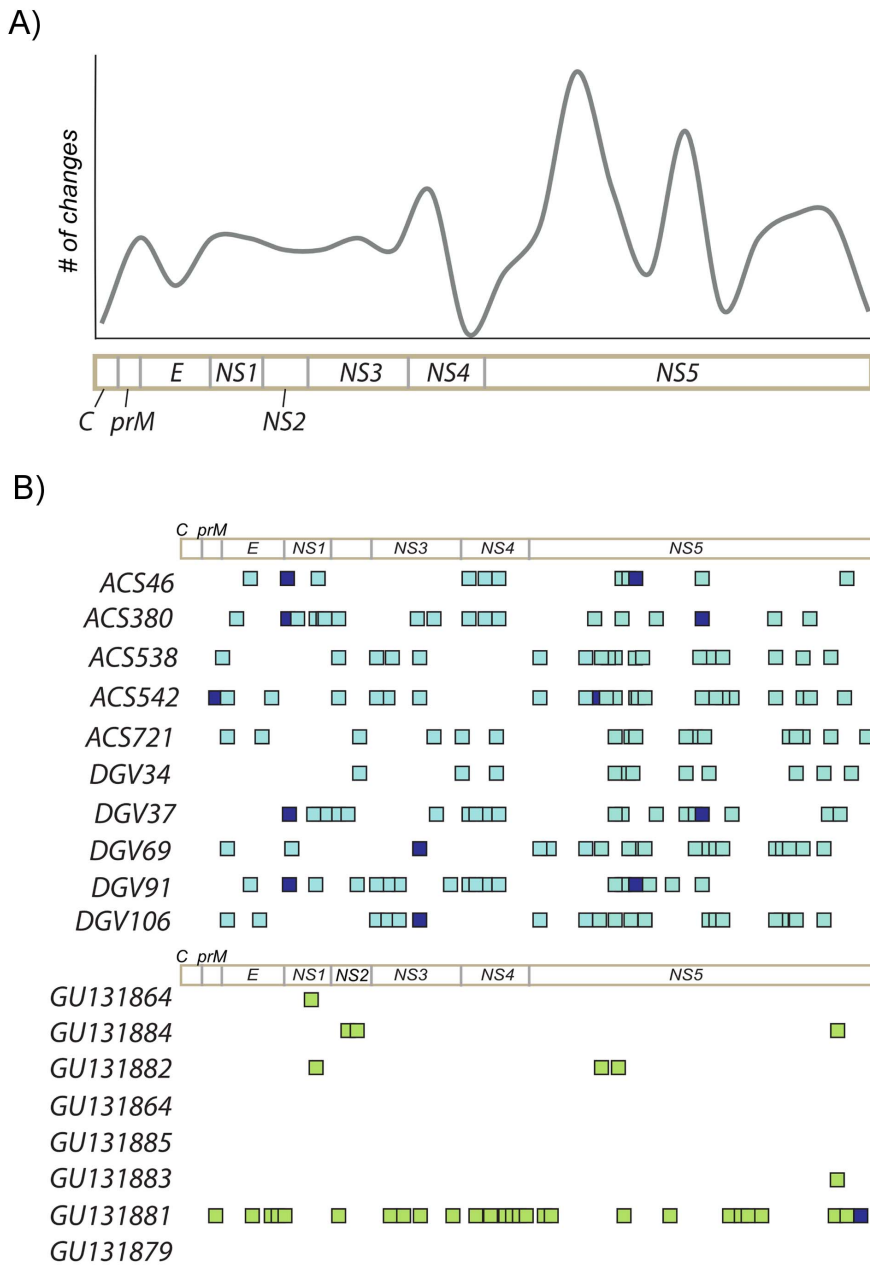 A)
# of changes
E NS1 NS3 NS4 NS5
C prM NS2
B)
C prM
E NS1 NS3 NS4 NS5
ACS46
ACS380
ACS538
ACS542
ACS721
DGV34
DGV37
DGV69
DGV91
DGV106
C prM
E NS1 NS2 NS3 NS4 NS5
GU131864
GU131884
GU131882
GU131864
GU131885
GU131883
GU131881
GU131879